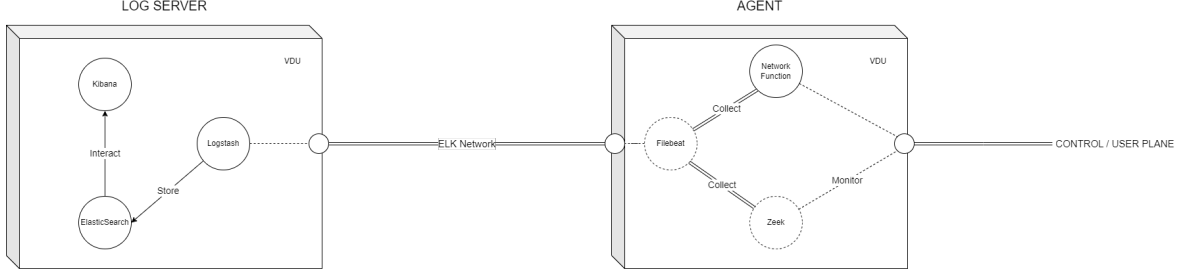 LOG SERVER
AGENT
VDU
Kibana
Interact
ElasticSearch
Store
Logstash
ELK Network
VDU
Network
Function
Collect
Filebeat
Collect
Zeek
Monitor
CONTROL / USER PLANE